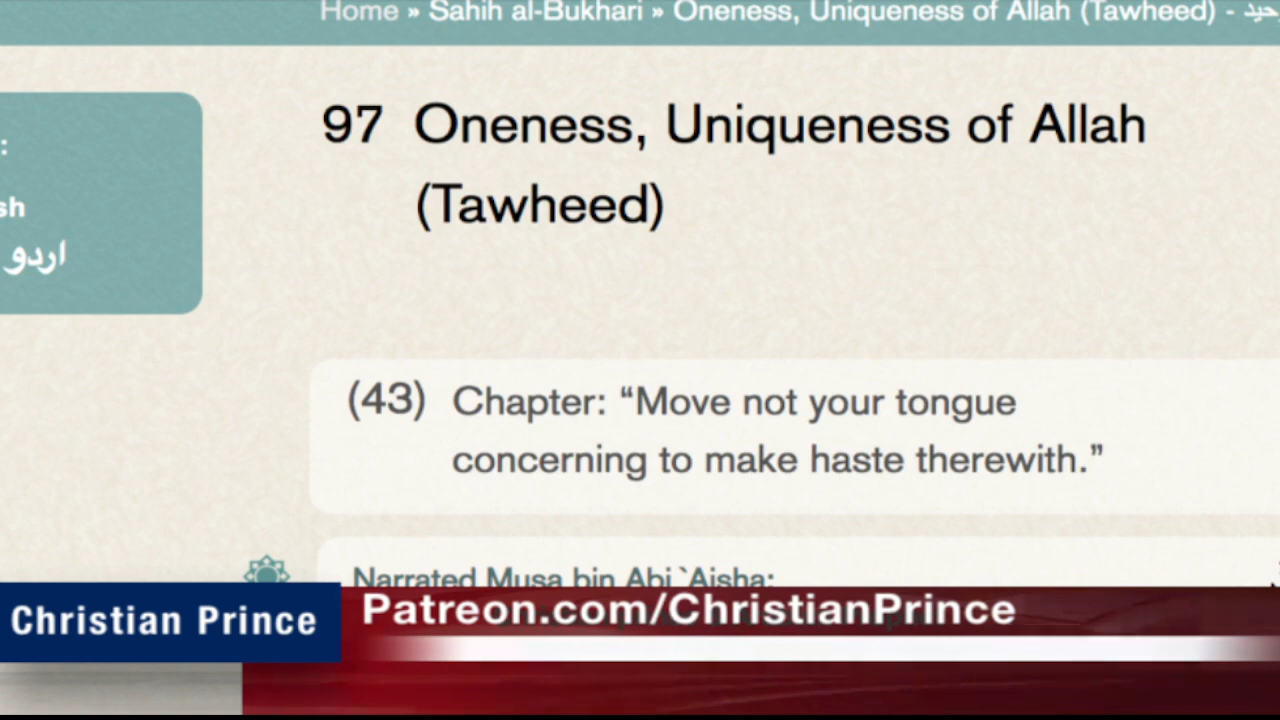 Home » Sahih al-Bukhari » Oneness, Uniqueness of Allah (Tawheed) -
:
sh
اردو
97 Oneness, Uniqueness of Allah
(Tawheed)
(43) Chapter: “Move not your tongue
concerning to make haste therewith.”
Narrated Musa bin Abi `Aisha:
Christian Prince
Patreon.com/ChristianPrince